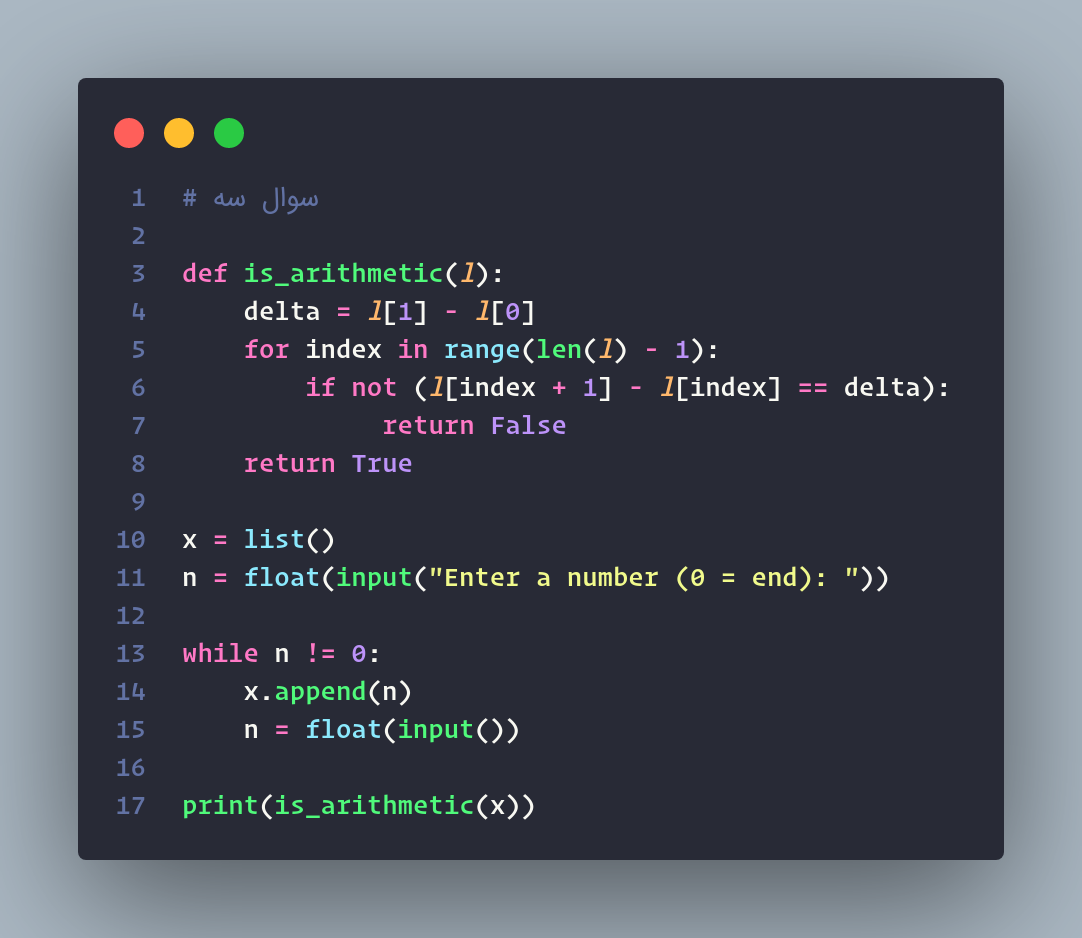 1 # سوال سه
2
3 def is_arithmetic(l):
4     delta = l[1] - l[0]
5     for index in range(len(l) - 1):
6         if not (l[index + 1] - l[index] == delta):
7              return False
8     return True
9
10 x = list()
11 n = float(input("Enter a number (0 = end): "))
12
13 while n != 0:
14     x.append(n)
15     n = float(input())
16
17 print(is_arithmetic(x))